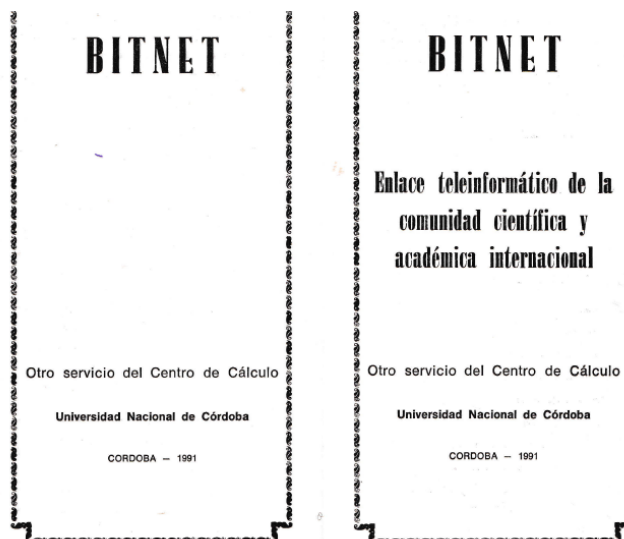 BITNET
Otro servicio del Centro de Cálculo
Universidad Nacional de Córdoba
CORDOBA — 1991
BITNET
Enlace teleinformático de la
comunidad científica y
académica internacional
Otro servicio del Centro de Cálculo
Universidad Nacional de Córdoba
CORDOBA — 1991